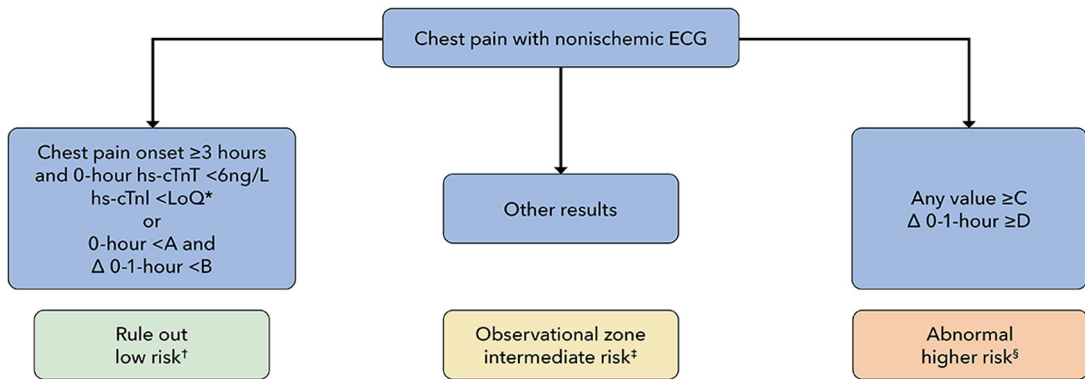 Chest pain with nonischemic ECG
Chest pain onset ≥3 hours
and 0-hour hs-cTnT <6ng/L
hs-cTnl <LoQ*
or
0-hour <A and
Δ 0-1-hour <B
Other results
Any value ≥C
Δ 0-1-hour ≥D
Rule out
low risk†
Observational zone
intermediate risk‡
Abnormal
higher risk§